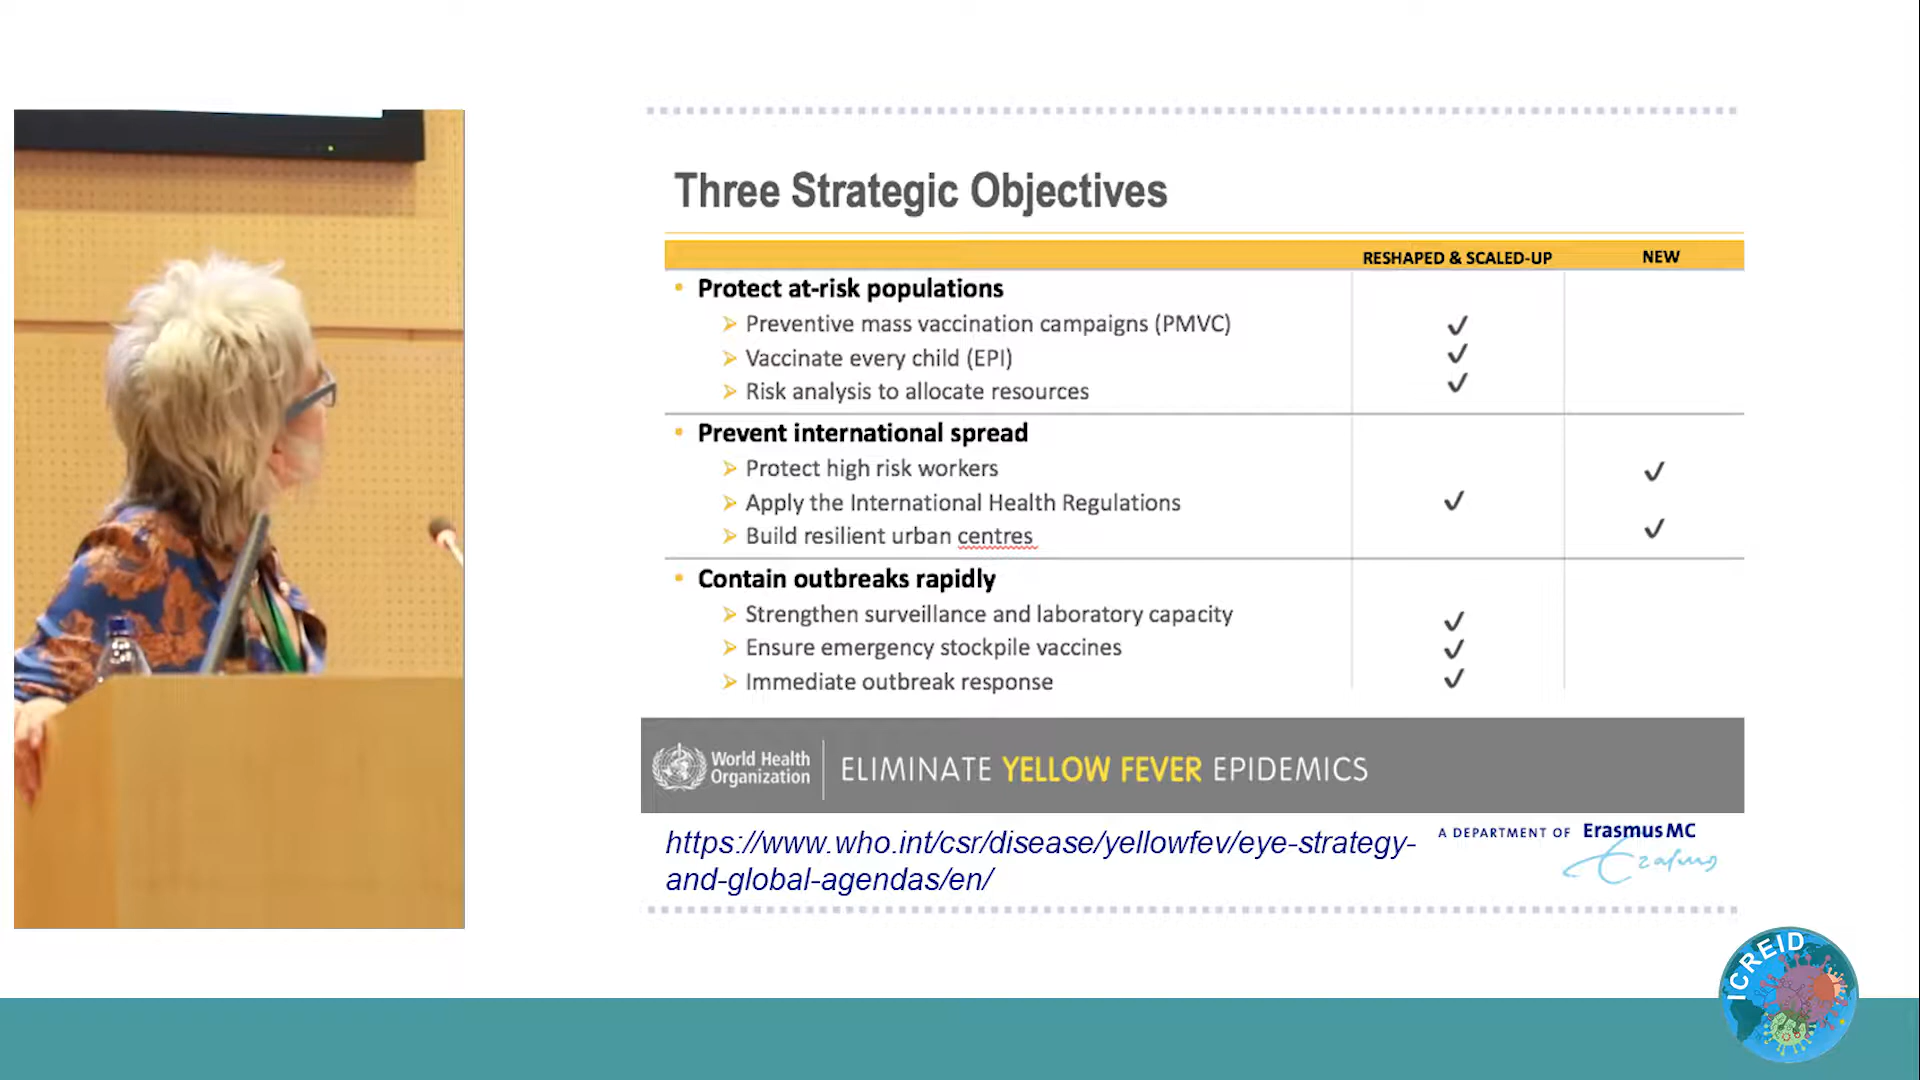 Three Strategic Objectives
RESHAPED & SCALED-UP NEW
• Protect at-risk populations
➢ Preventive mass vaccination campaigns (PMVC) ✓
➢ Vaccinate every child (EPI) ✓
➢ Risk analysis to allocate resources ✓
• Prevent international spread
➢ Protect high risk workers ✓
➢ Apply the International Health Regulations ✓
➢ Build resilient urban centres ✓
• Contain outbreaks rapidly
➢ Strengthen surveillance and laboratory capacity ✓
➢ Ensure emergency stockpile vaccines ✓
➢ Immediate outbreak response ✓
World Health
Organization
ELIMINATE YELLOW FEVER EPIDEMICS
https://www.who.int/csr/disease/yellowfev/eye-strategy-
and-global-agendas/en/
A DEPARTMENT OF Erasmus MC
Erasmus
ICREID